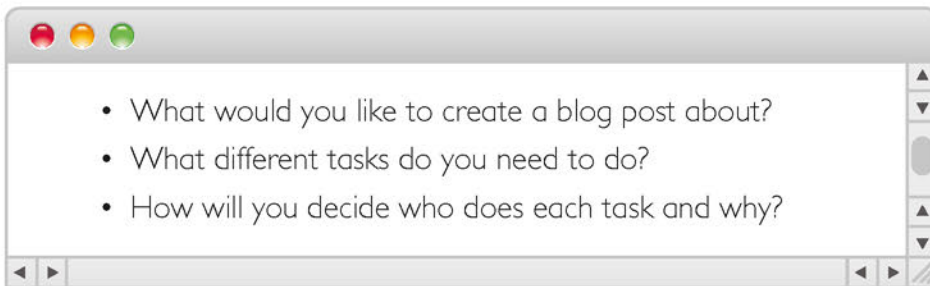 • What would you like to create a blog post about?
• What different tasks do you need to do?
• How will you decide who does each task and why?